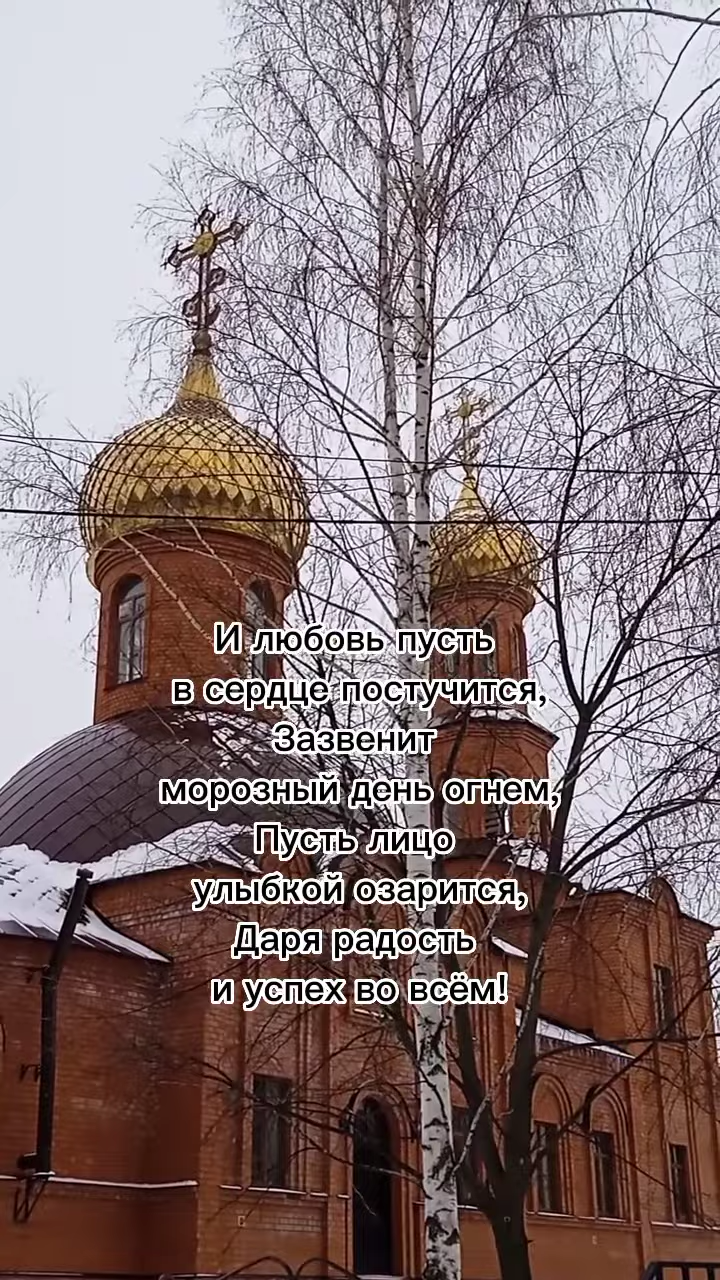 И любовь пусть
в сердце постучится,
Зазвенит
морозный день огнем,
Пусть лицо
улыбкой озарится,
Даря радость
и успех во всём!